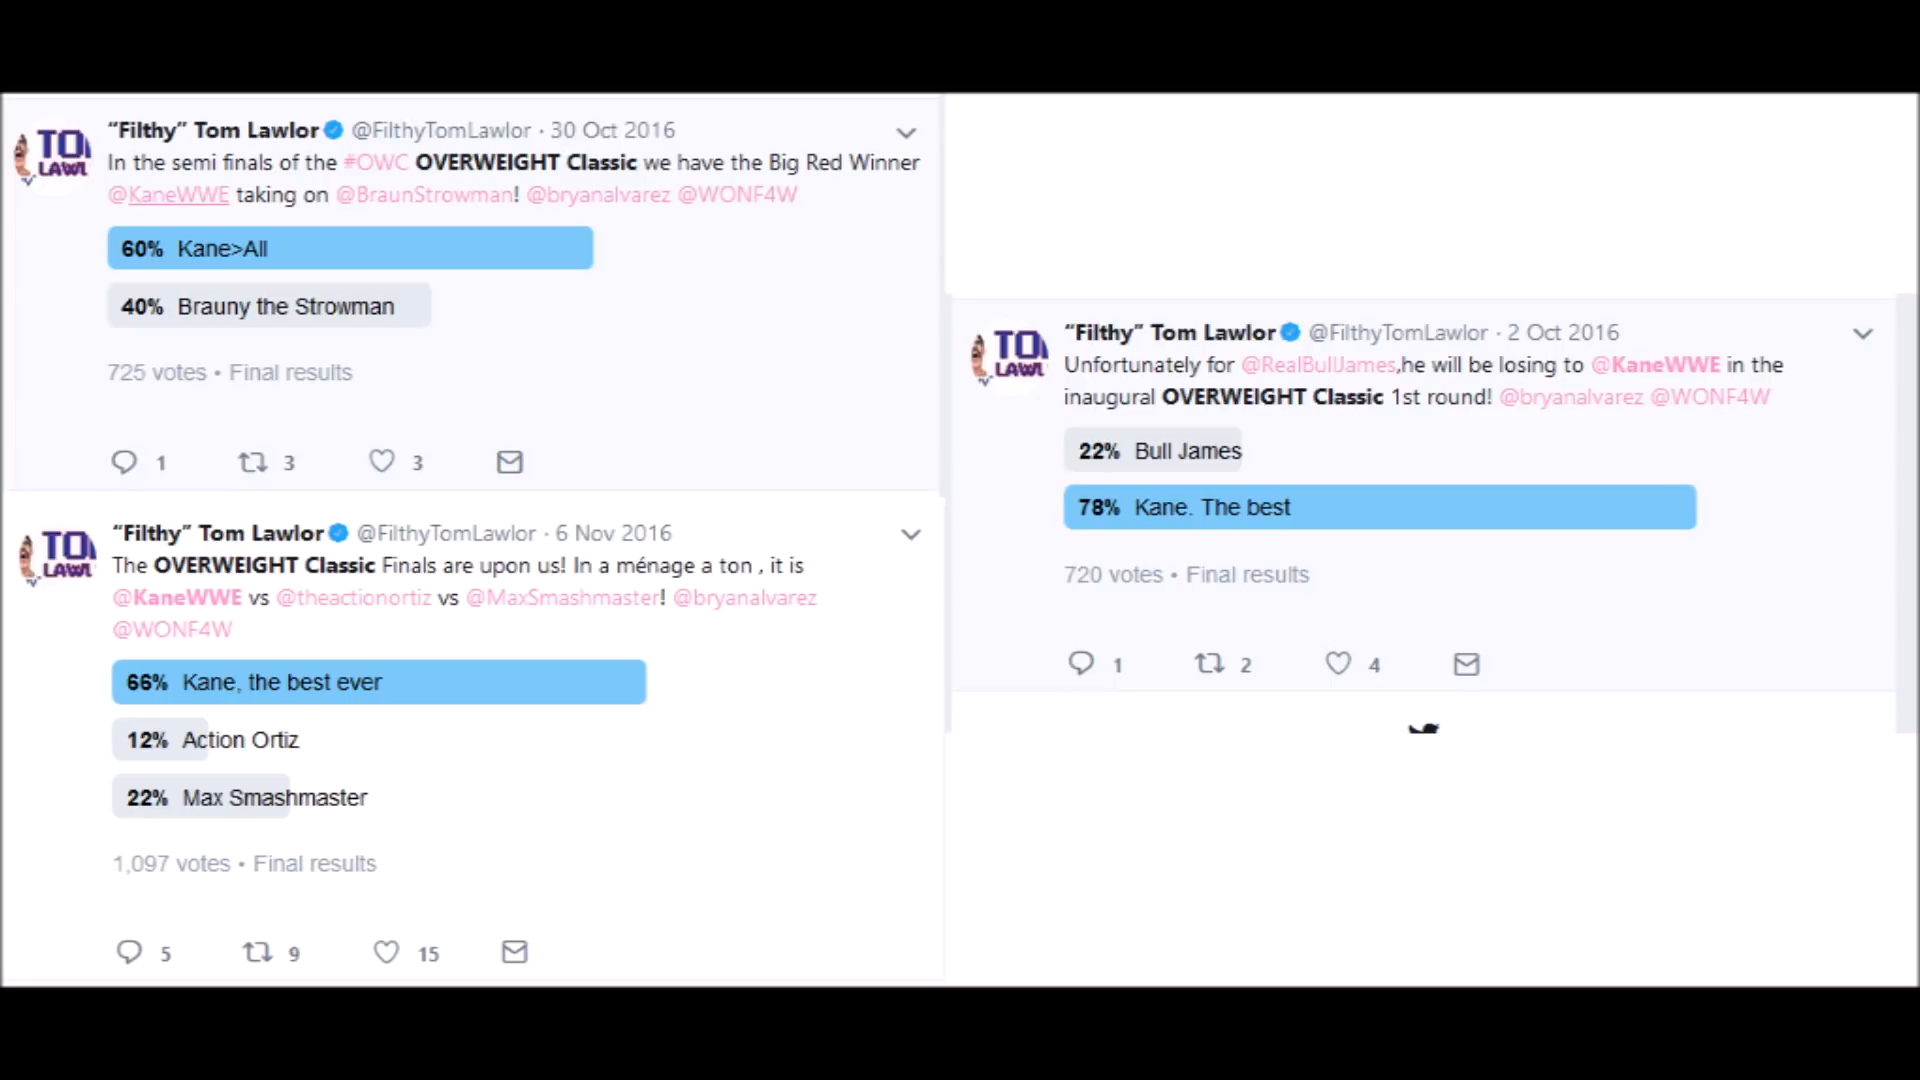 “Filthy” Tom Lawlor @FilthyTomLawlor · 30 Oct 2016
In the semi finals of the #OWC OVERWEIGHT Classic we have the Big Red Winner
@KaneWWE taking on @BraunStrowman! @bryanalvarez @WONF4W
60% Kane>All
40% Brauny the Strowman
725 votes • Final results
1 3 3
“Filthy” Tom Lawlor @FilthyTomLawlor · 6 Nov 2016
The OVERWEIGHT Classic Finals are upon us! In a ménage a ton , it is
@KaneWWE vs @theactionortiz vs @MaxSmashmaster! @bryanalvarez
@WONF4W
66% Kane, the best ever
12% Action Ortiz
22% Max Smashmaster
1,097 votes • Final results
5 9 15
“Filthy” Tom Lawlor @FilthyTomLawlor · 2 Oct 2016
Unfortunately for @RealBullJames,he will be losing to @KaneWWE in the
inaugural OVERWEIGHT Classic 1st round! @bryanalvarez @WONF4W
22% Bull James
78% Kane. The best
720 votes • Final results
1 2 4